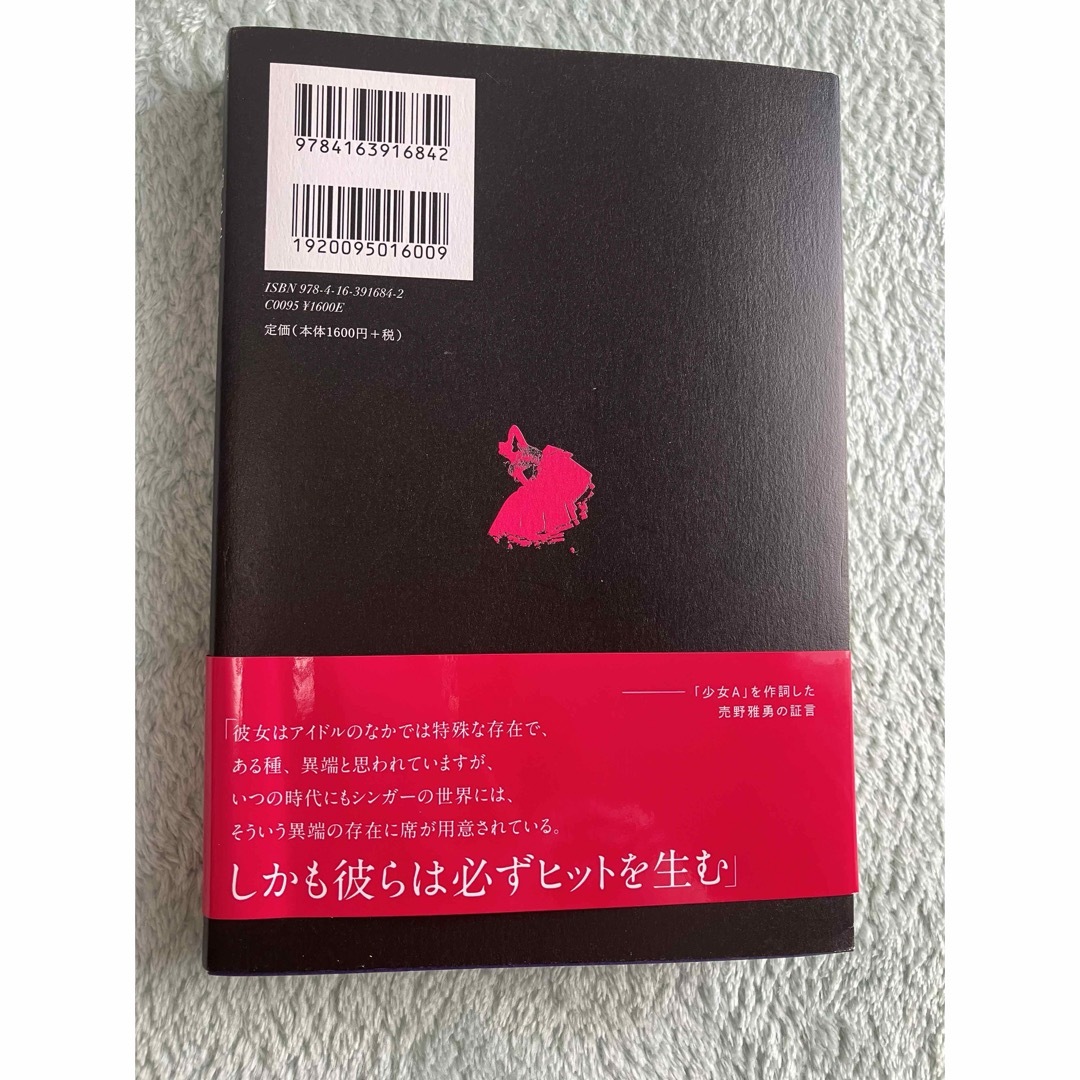 9784163916842
1920095016009
ISBN 978-4-16-391684-2
C0095 ¥1600E
定価(本体1600円+税)
「少女A」を作詞した
売野雅勇の証言
「彼女はアイドルのなかでは特殊な存在で、
ある種、異端と思われていますが、
いつの時代にもシンガーの世界には、
そういう異端の存在に席が用意されている。
しかも彼らは必ずヒットを生む」